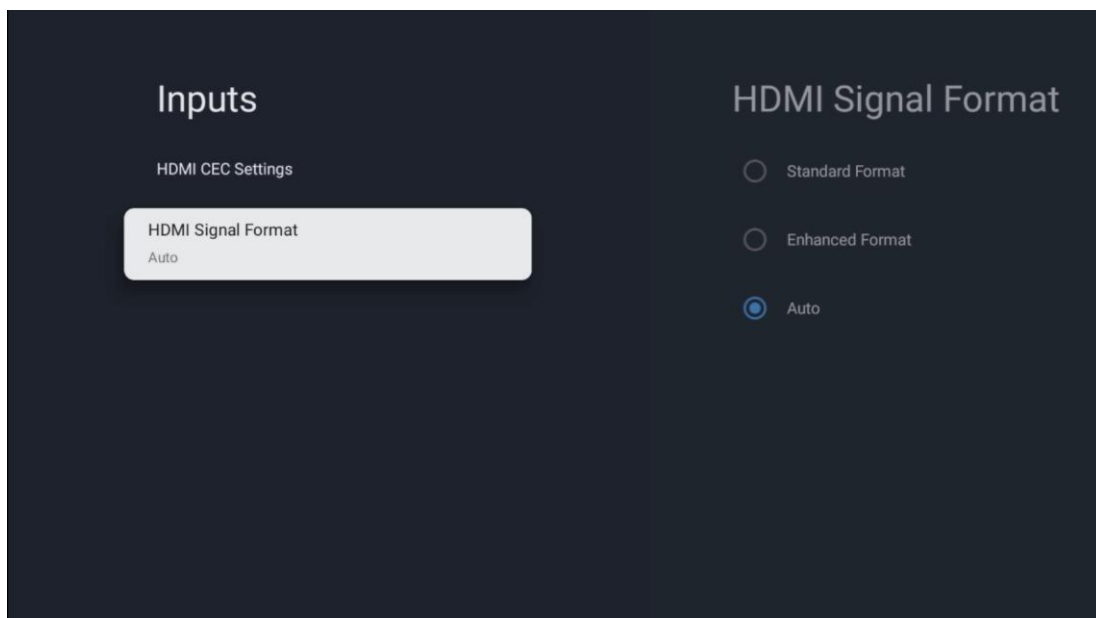 Inputs
HDMI CEC Settings
HDMI Signal Format
Auto
HDMI Signal Format
Standard Format
Enhanced Format
Auto